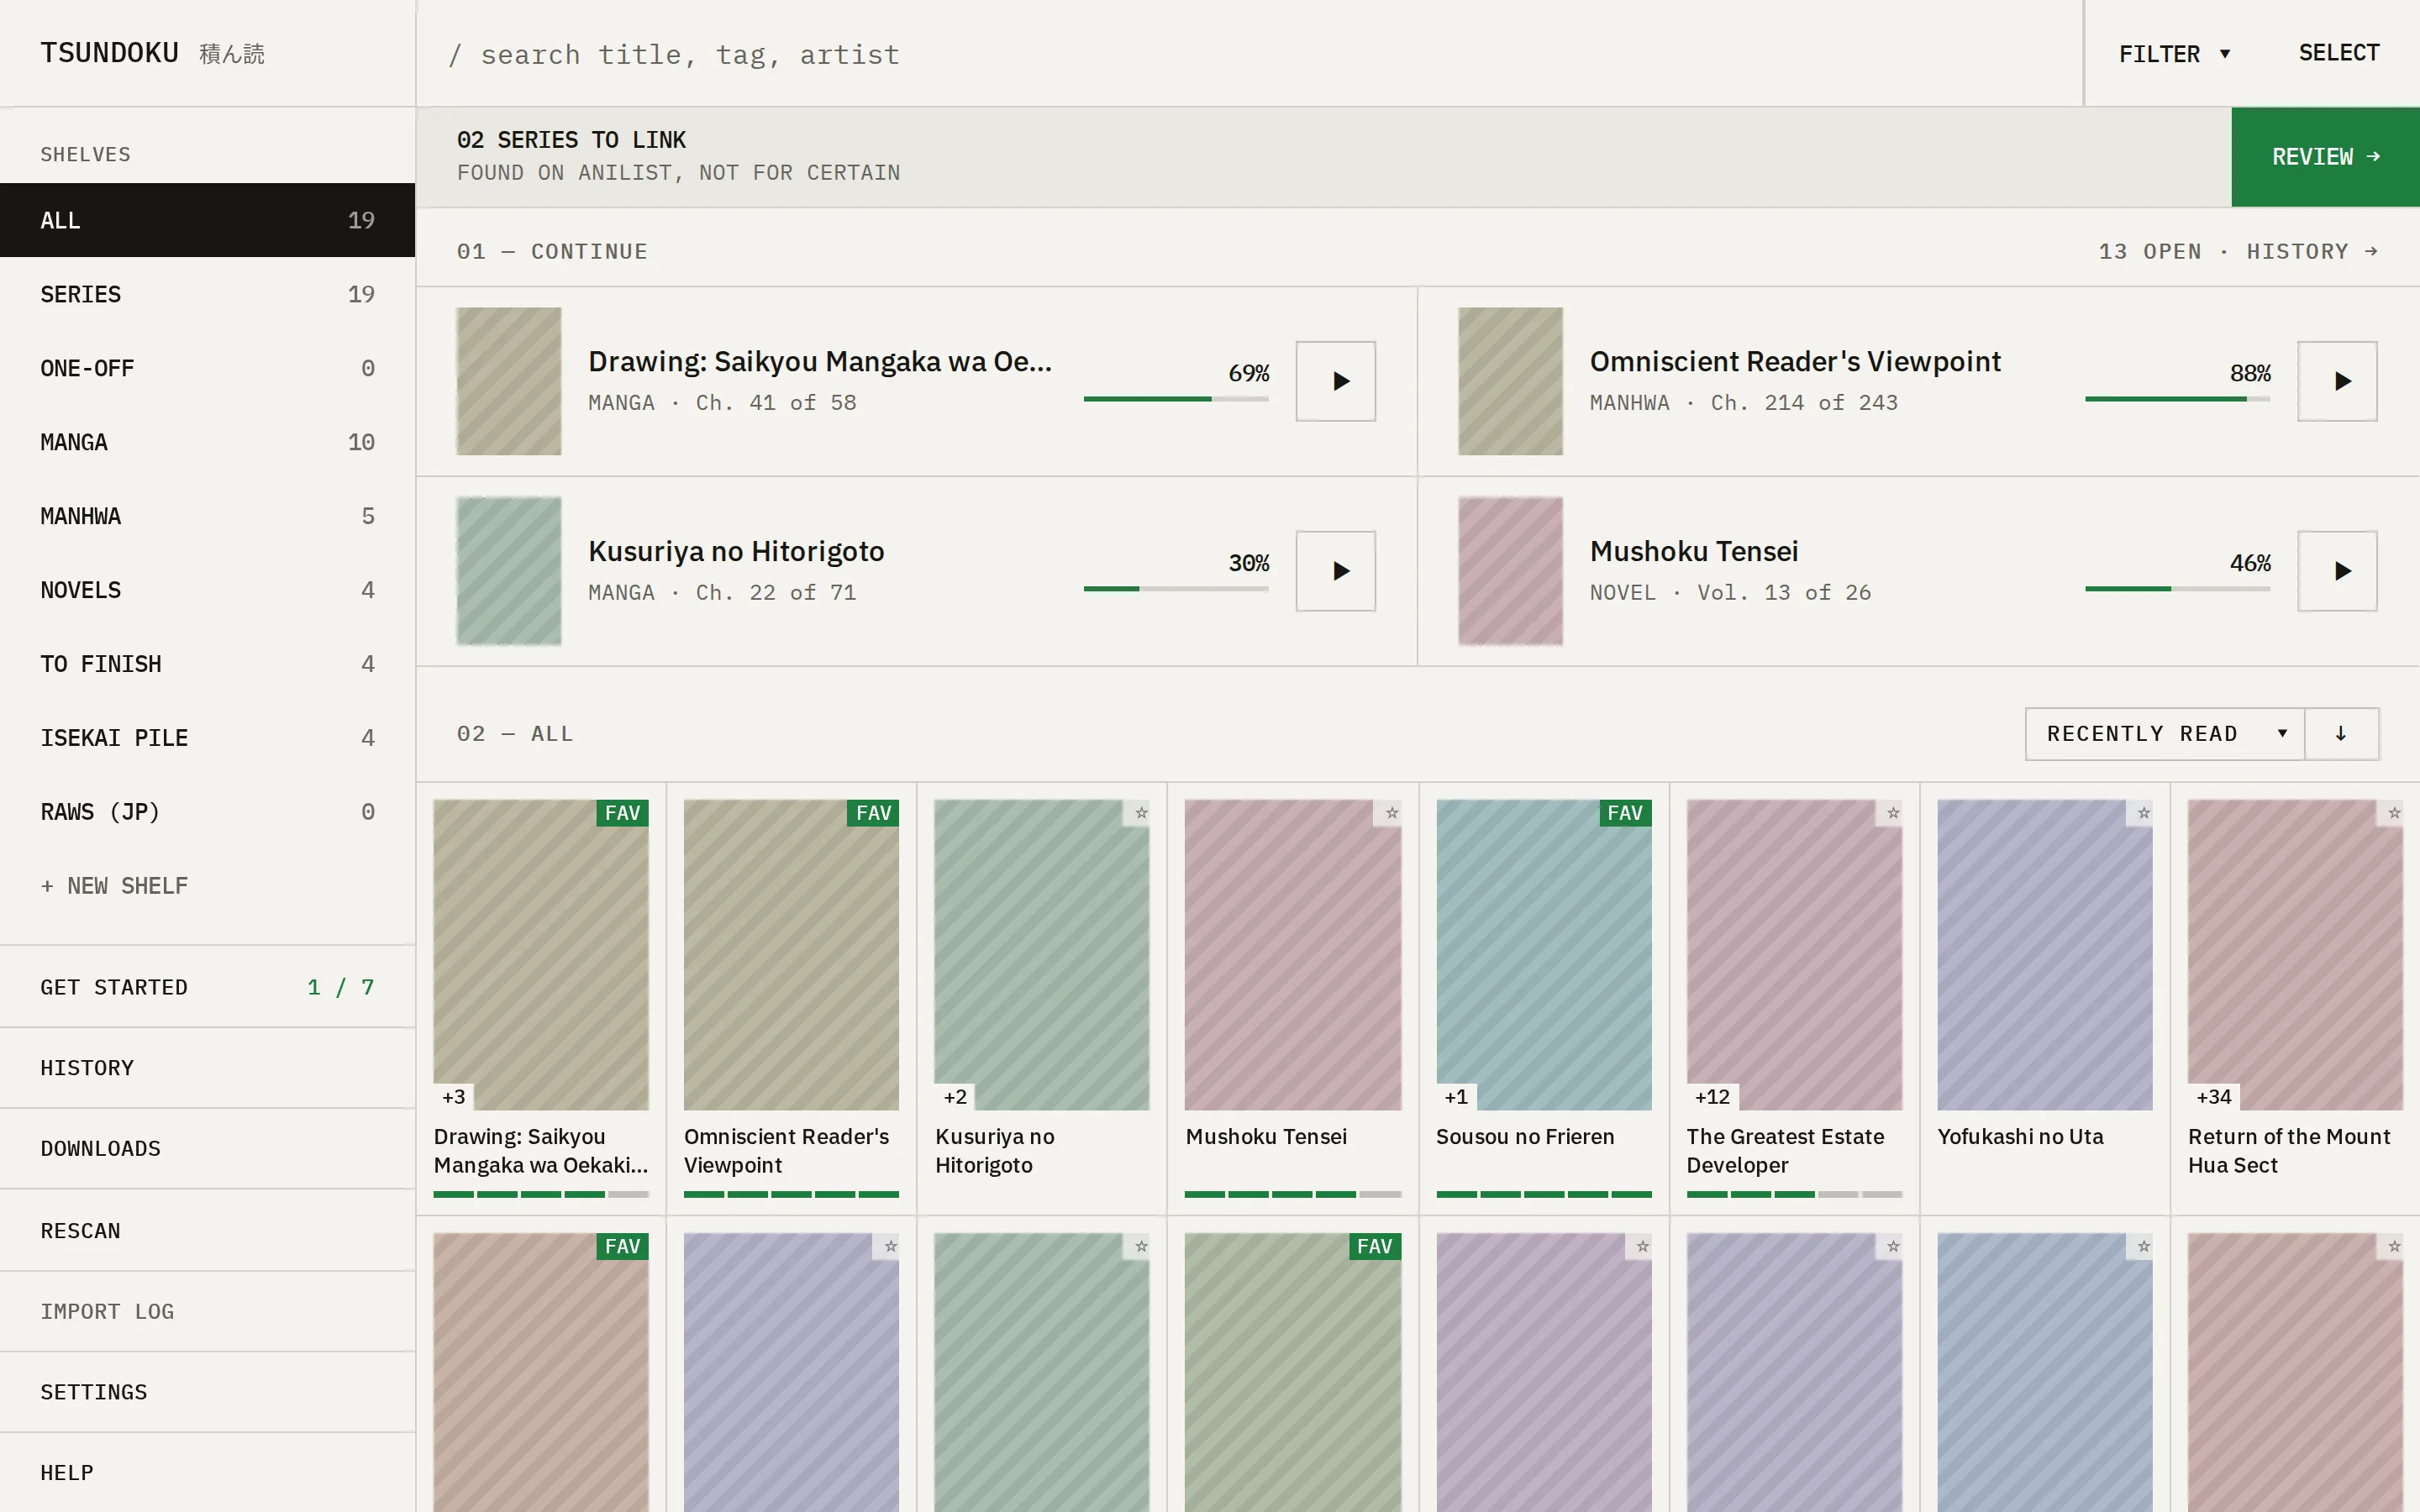 TSUNDOKU 積ん読
/ search title, tag, artist
FILTER ▼
SELECT
SHELVES
ALL 19
SERIES 19
ONE-OFF 0
MANGA 10
MANHWA 5
NOVELS 4
TO FINISH 4
ISEKAI PILE 4
RAWS (JP) 0
+ NEW SHELF
GET STARTED 1 / 7
HISTORY
DOWNLOADS
RESCAN
IMPORT LOG
SETTINGS
HELP
02 SERIES TO LINK
FOUND ON ANILIST, NOT FOR CERTAIN
REVIEW →
01 — CONTINUE
13 OPEN · HISTORY →
Drawing: Saikyou Mangaka wa Oe...
MANGA · Ch. 41 of 58
69%
Omniscient Reader's Viewpoint
MANHWA · Ch. 214 of 243
88%
Kusuriya no Hitorigoto
MANGA · Ch. 22 of 71
30%
Mushoku Tensei
NOVEL · Vol. 13 of 26
46%
02 — ALL
RECENTLY READ ▼ ↓
FAV
+3
Drawing: Saikyou
Mangaka wa Oekaki...
FAV
Omniscient Reader's
Viewpoint
☆
+2
Kusuriya no
Hitorigoto
☆
Mushoku Tensei
FAV
+1
Sousou no Frieren
☆
+12
The Greatest Estate
Developer
☆
Yofukashi no Uta
☆
+34
Return of the Mount
Hua Sect
FAV
☆
☆
FAV
☆
☆
☆
☆